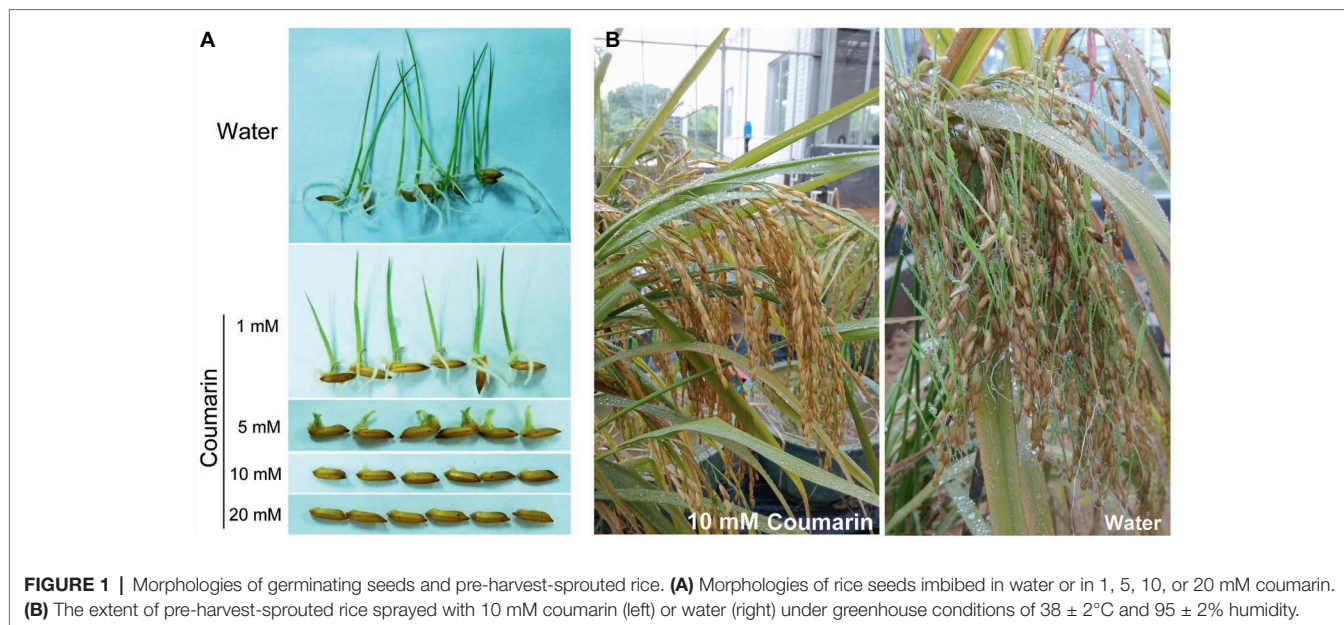 A
Water
Coumarin
1 mM
5 mM
10 mM
20 mM
B
10 mM Coumarin
Water
FIGURE 1 | Morphologies of germinating seeds and pre-harvest-sprouted rice. (A) Morphologies of rice seeds imbibed in water or in 1, 5, 10, or 20 mM coumarin.
(B) The extent of pre-harvest-sprouted rice sprayed with 10 mM coumarin (left) or water (right) under greenhouse conditions of 38 ± 2°C and 95 ± 2% humidity.